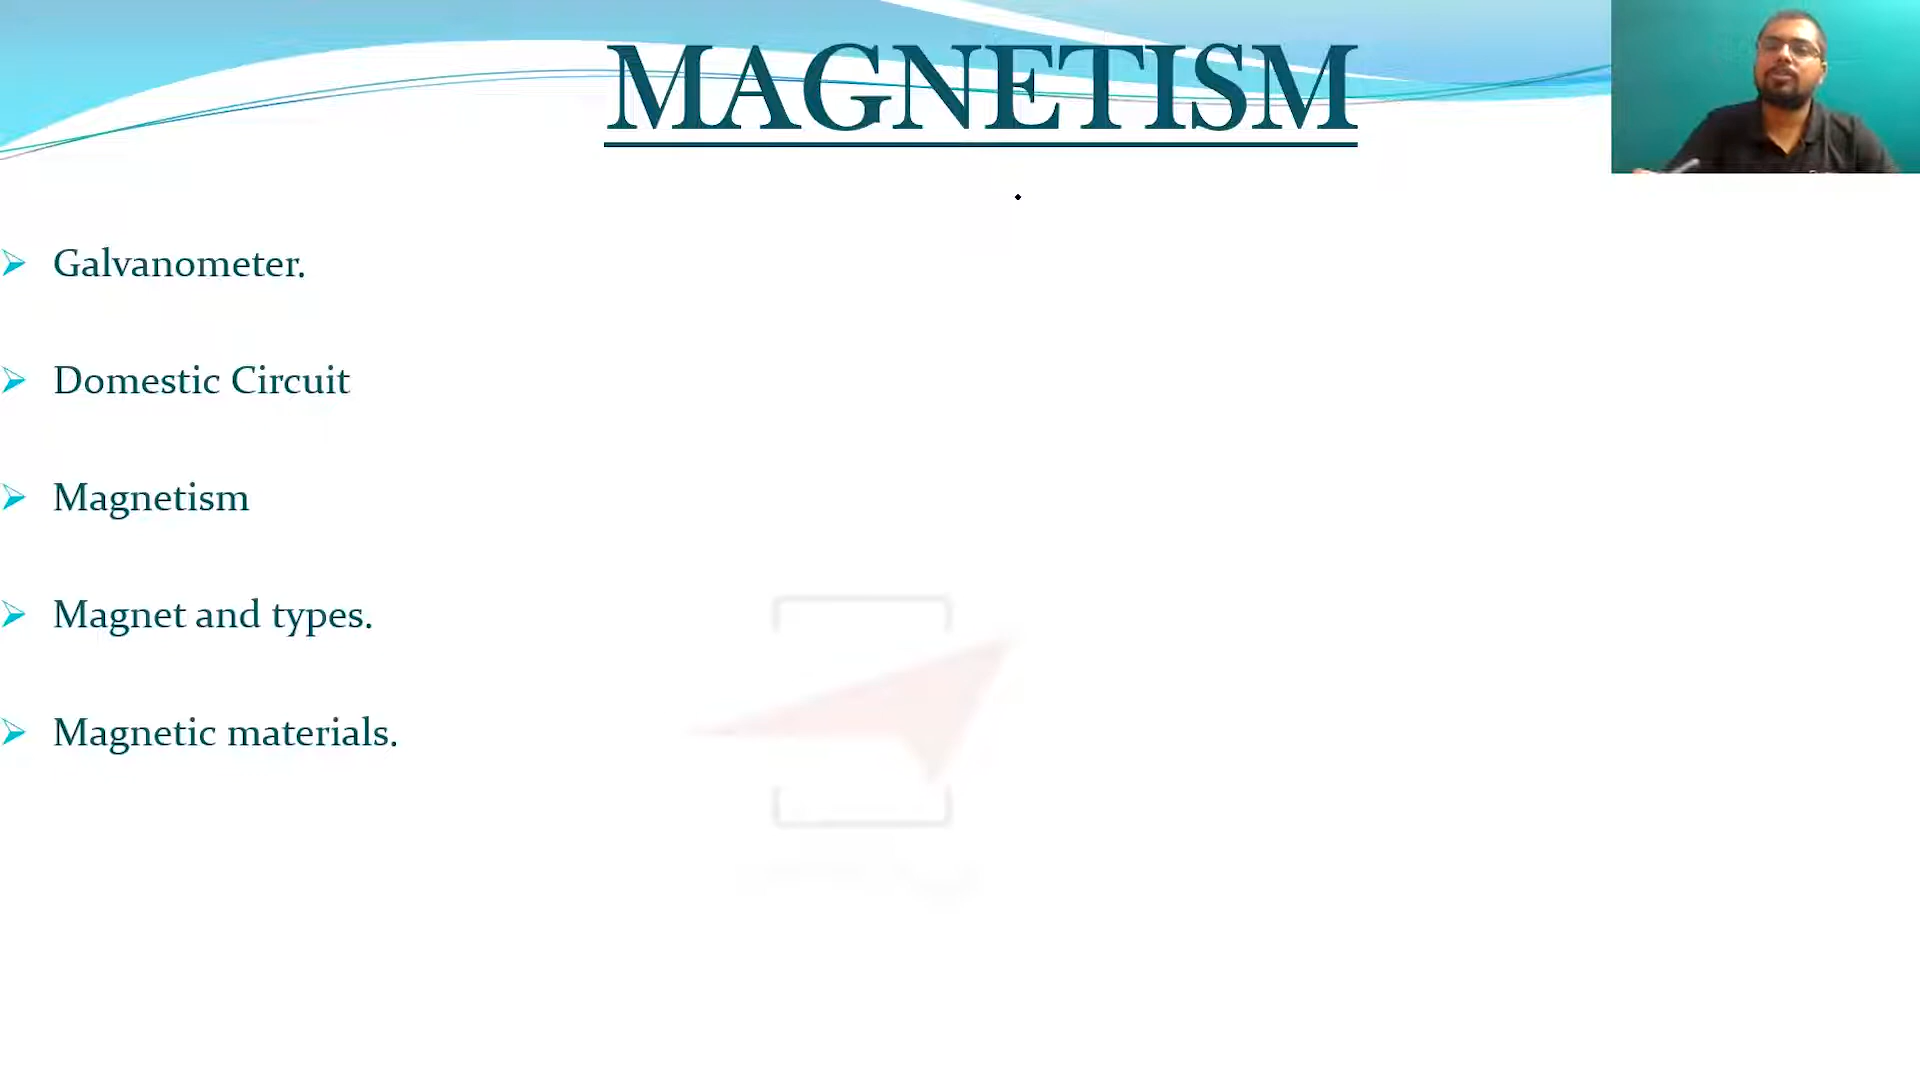 MAGNETISM
Galvanometer.
Domestic Circuit
Magnetism
Magnet and types.
Magnetic materials.